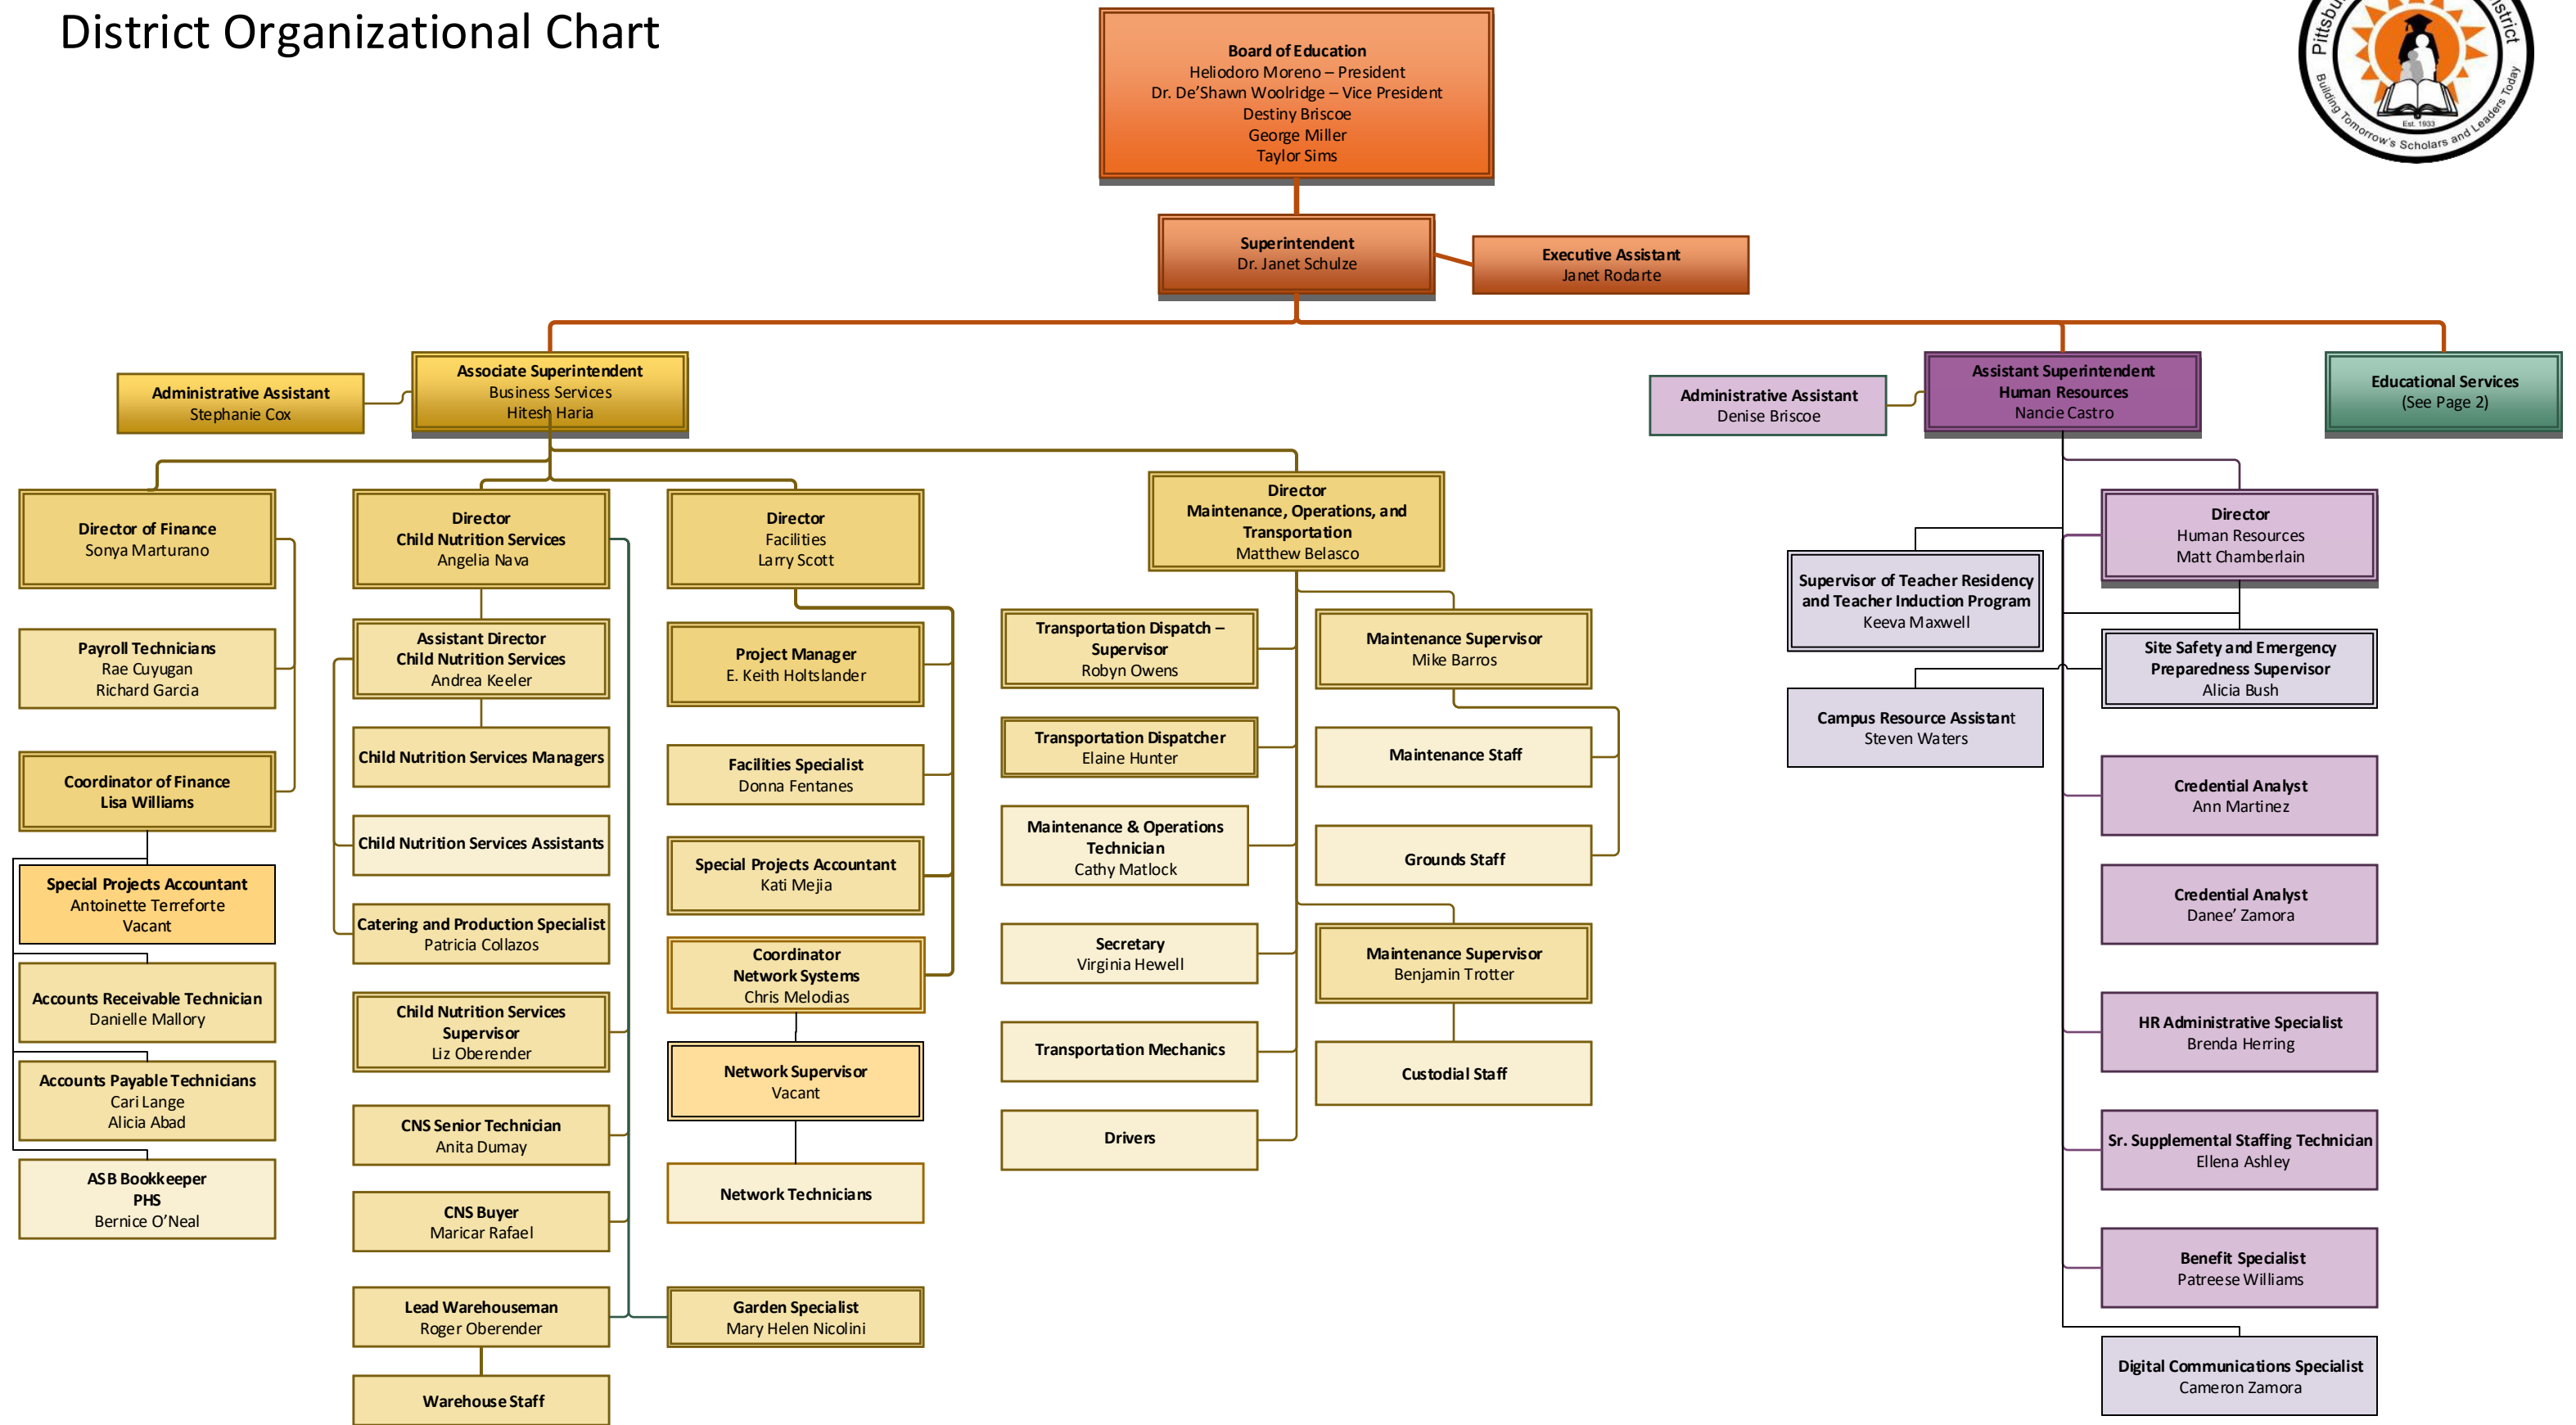 District Organizational Chart
Pittsbu
strict
Building Tomorrow's Scholars and Leaders Today
Est. 1933
Board of Education
Heliodoro Moreno – President
Dr. De’Shawn Woolridge – Vice President
Destiny Briscoe
George Miller
Taylor Sims
Superintendent
Dr. Janet Schulze
Executive Assistant
Janet Rodarte
Administrative Assistant
Stephanie Cox
Associate Superintendent
Business Services
Hitesh Haria
Administrative Assistant
Denise Briscoe
Assistant Superintendent
Human Resources
Nancie Castro
Educational Services
(See Page 2)
Director of Finance
Sonya Marturano
Payroll Technicians
Rae Cuyugan
Richard Garcia
Coordinator of Finance
Lisa Williams
Special Projects Accountant
Antoinette Terreforte
Vacant
Accounts Receivable Technician
Danielle Mallory
Accounts Payable Technicians
Cari Lange
Alicia Abad
ASB Bookkeeper
PHS
Bernice O’Neal
Director
Child Nutrition Services
Angelia Nava
Assistant Director
Child Nutrition Services
Andrea Keeler
Child Nutrition Services Managers
Child Nutrition Services Assistants
Catering and Production Specialist
Patricia Collazos
Child Nutrition Services
Supervisor
Liz Oberender
CNS Senior Technician
Anita Dumay
CNS Buyer
Maricar Rafael
Lead Warehouseman
Roger Oberender
Warehouse Staff
Director
Facilities
Larry Scott
Project Manager
E. Keith Holtslander
Facilities Specialist
Donna Fentanes
Special Projects Accountant
Kati Mejia
Coordinator
Network Systems
Chris Melodias
Network Supervisor
Vacant
Network Technicians
Garden Specialist
Mary Helen Nicolini
Director
Maintenance, Operations, and
Transportation
Matthew Belasco
Transportation Dispatch –
Supervisor
Robyn Owens
Transportation Dispatcher
Elaine Hunter
Maintenance & Operations
Technician
Cathy Matlock
Secretary
Virginia Hewell
Transportation Mechanics
Drivers
Maintenance Supervisor
Mike Barros
Maintenance Staff
Grounds Staff
Maintenance Supervisor
Benjamin Trotter
Custodial Staff
Director
Human Resources
Matt Chamberlain
Supervisor of Teacher Residency
and Teacher Induction Program
Keeva Maxwell
Site Safety and Emergency
Preparedness Supervisor
Alicia Bush
Campus Resource Assistant
Steven Waters
Credential Analyst
Ann Martinez
Credential Analyst
Danee’ Zamora
HR Administrative Specialist
Brenda Herring
Sr. Supplemental Staffing Technician
Ellena Ashley
Benefit Specialist
Patreese Williams
Digital Communications Specialist
Cameron Zamora